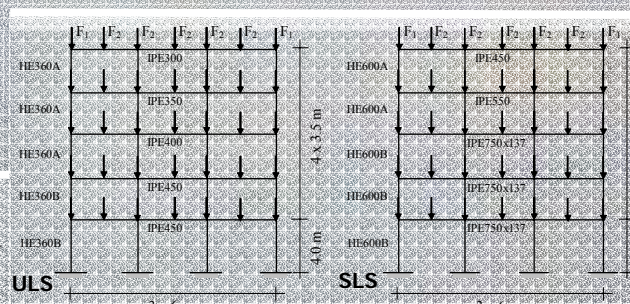 F₁ F₂ F₂ F₂ F₂ F₂ F₁
HE360A
IPE300
HE360A
IPE350
HE360A
IPE400
HE360B
IPE450
HE360B
IPE450
4 x 3.5 m
4.0 m
ULS
F₁ F₂ F₂ F₂ F₂ F₂ F₁
HE600A
IPE450
HE600A
IPE550
HE600B
IPE750x137
HE600B
IPE750x137
HE600B
IPE750x137
SLS